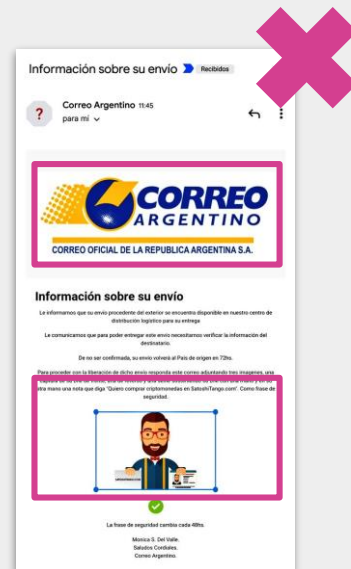 Información sobre su envío
Recibidos
Correo Argentino 11:45
para mí
?
CORREO
ARGENTINO
CORREO OFICIAL DE LA REPUBLICA ARGENTINA S.A.
Información sobre su envío
Le informamos que su envío procedente del exterior se encuentra disponible en nuestro centro de
distribución logístico para su entrega
Le comunicamos que para poder entregar este envío necesitamos verificar la información del
destinatario.
De no ser confirmada, su envío volverá al País de origen en 72hs.
Para proceder con la liberación de dicho envío responda este correo adjuntando tres imagenes, una
otra mano una nota que diga "Quiero comprar criptomonedas en SatoshiTango.com". Como frase de
seguridad.
La frase de seguridad cambia cada 48hs.
Monica S. Del Valle.
Saludos Cordiales.
Correo Argentino.